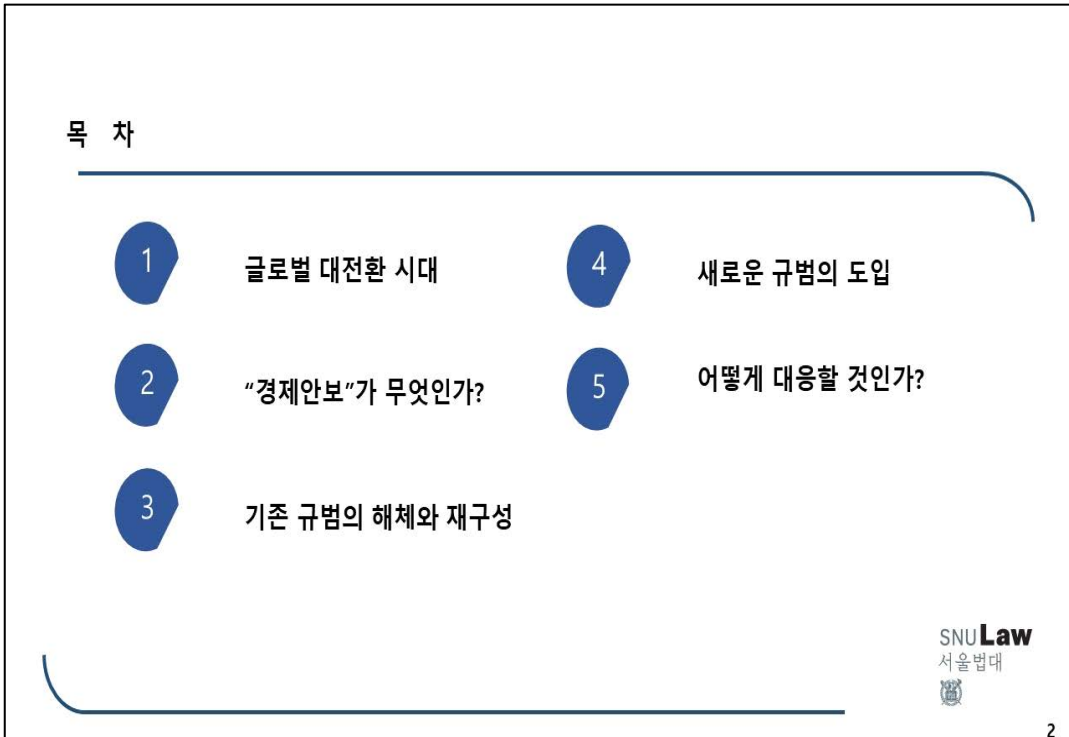 목 차
1
글로벌 대전환 시대
2
“경제안보”가 무엇인가?
3
기존 규범의 해체와 재구성
4
새로운 규범의 도입
5
어떻게 대응할 것인가?
SNU Law
서울법대
2